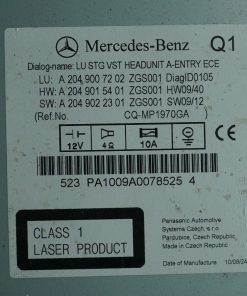 Mercedes-Benz Q1
Dialog-name: LU STG VST HEADUNIT A-ENTRY ECE
LU: A 204 900 72 02 ZGS001 DiagID0105
HW: A 204 901 54 01 ZGS001 HW09/40
SW: A 204 902 23 01 ZGS001 SW09/12
(Ref.No. CQ-MP1970GA )
12V 4Ω 10A
523 PA1009A0078525 4
CLASS 1
LASER PRODUCT
Panasonic Automotive
Systems Czech, s.r.o.
Pardubice, Czech Republic
Made in Czech Republic
Date of Manufacture: 10/08/24